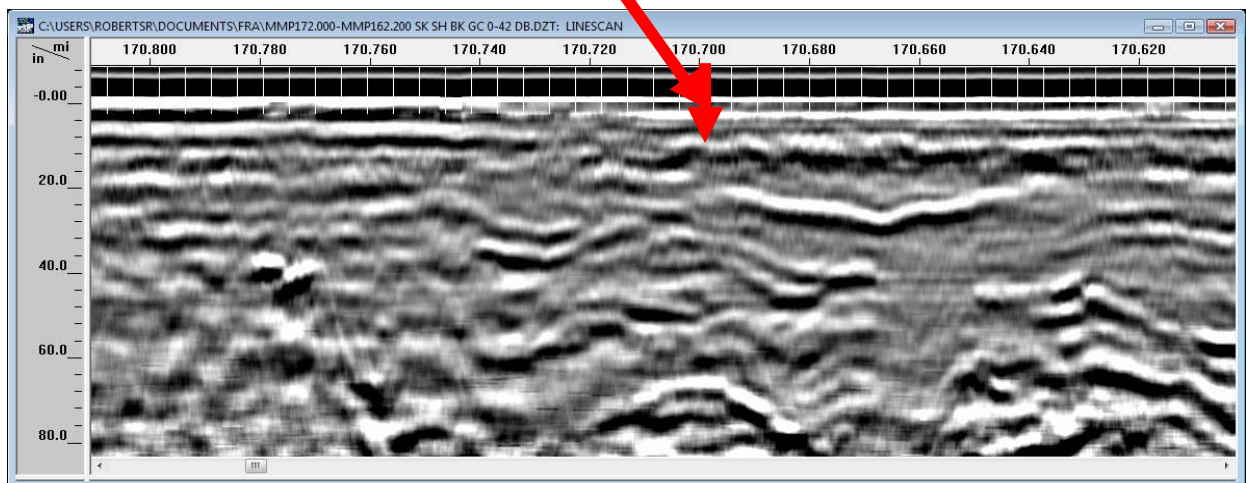 C:\USERS\ROBERTSR\DOCUMENTS\FRA\MMP172.000-MMP162.200 SK SH BK GC 0-42 DB.DZT: LINESCAN
mi
in
170.800 170.780 170.760 170.740 170.720 170.700 170.680 170.660 170.640 170.620
-0.00
20.0
40.0
60.0
80.0